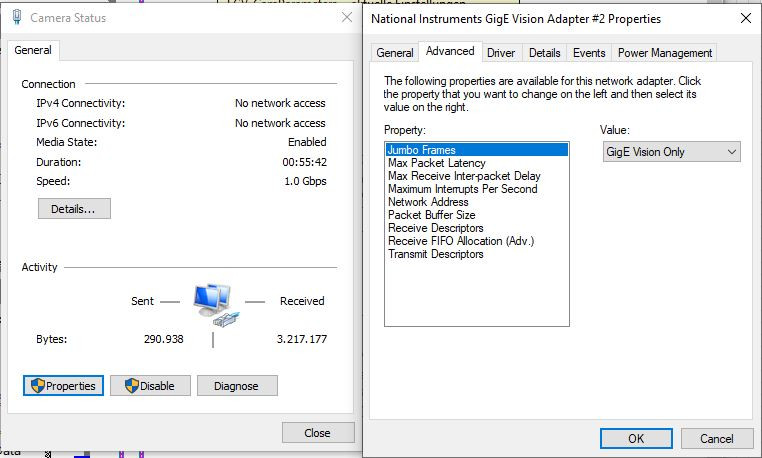 Camera Status
General
Connection
IPv4 Connectivity: No network access
IPv6 Connectivity: No network access
Media State: Enabled
Duration: 00:55:42
Speed: 1.0 Gbps
Details...
Activity
Sent Received
Bytes: 290.938 3.217.177
Properties Disable Diagnose
Close
National Instruments GigE Vision Adapter #2 Properties
General Advanced Driver Details Events Power Management
The following properties are available for this network adapter. Click
the property that you want to change on the left and then select its
value on the right.
Property: Value:
Jumbo Frames GigE Vision Only
Max Packet Latency
Max Receive Inter-packet Delay
Maximum Interrupts Per Second
Network Address
Packet Buffer Size
Receive Descriptors
Receive FIFO Allocation (Adv.)
Transmit Descriptors
OK Cancel